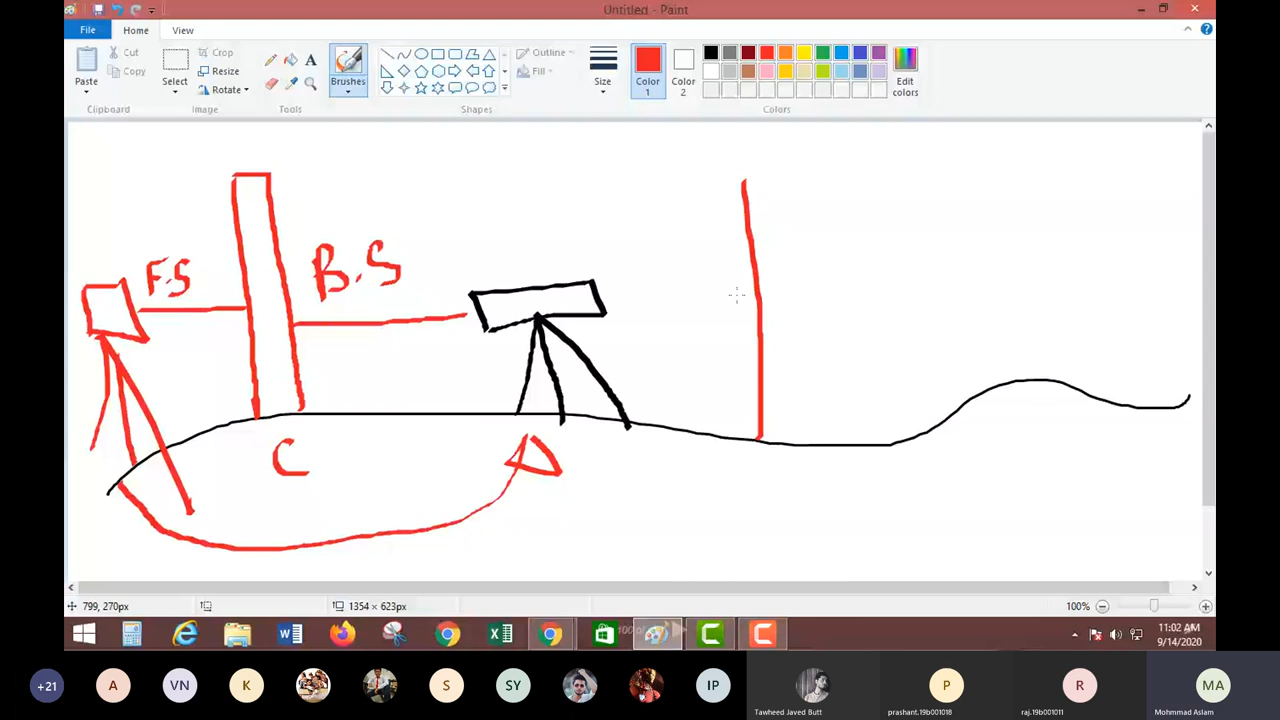 Untitled - Paint
File
Home
View
Paste
Cut
Copy
Clipboard
Select
Crop
Resize
Rotate
Image
Tools
Brushes
Shapes
Outline
Fill
Size
Color 1
Color 2
Edit colors
Colors
F.S
B.S
C
799, 270px
1354 × 623px
100%
11:02 AM
9/14/2020
+21
A
VN
K
S
SY
IP
P
R
MA
Tawheed Javed Butt
prashant.19b001018
raj.19b001011
Mohmmad Aslam